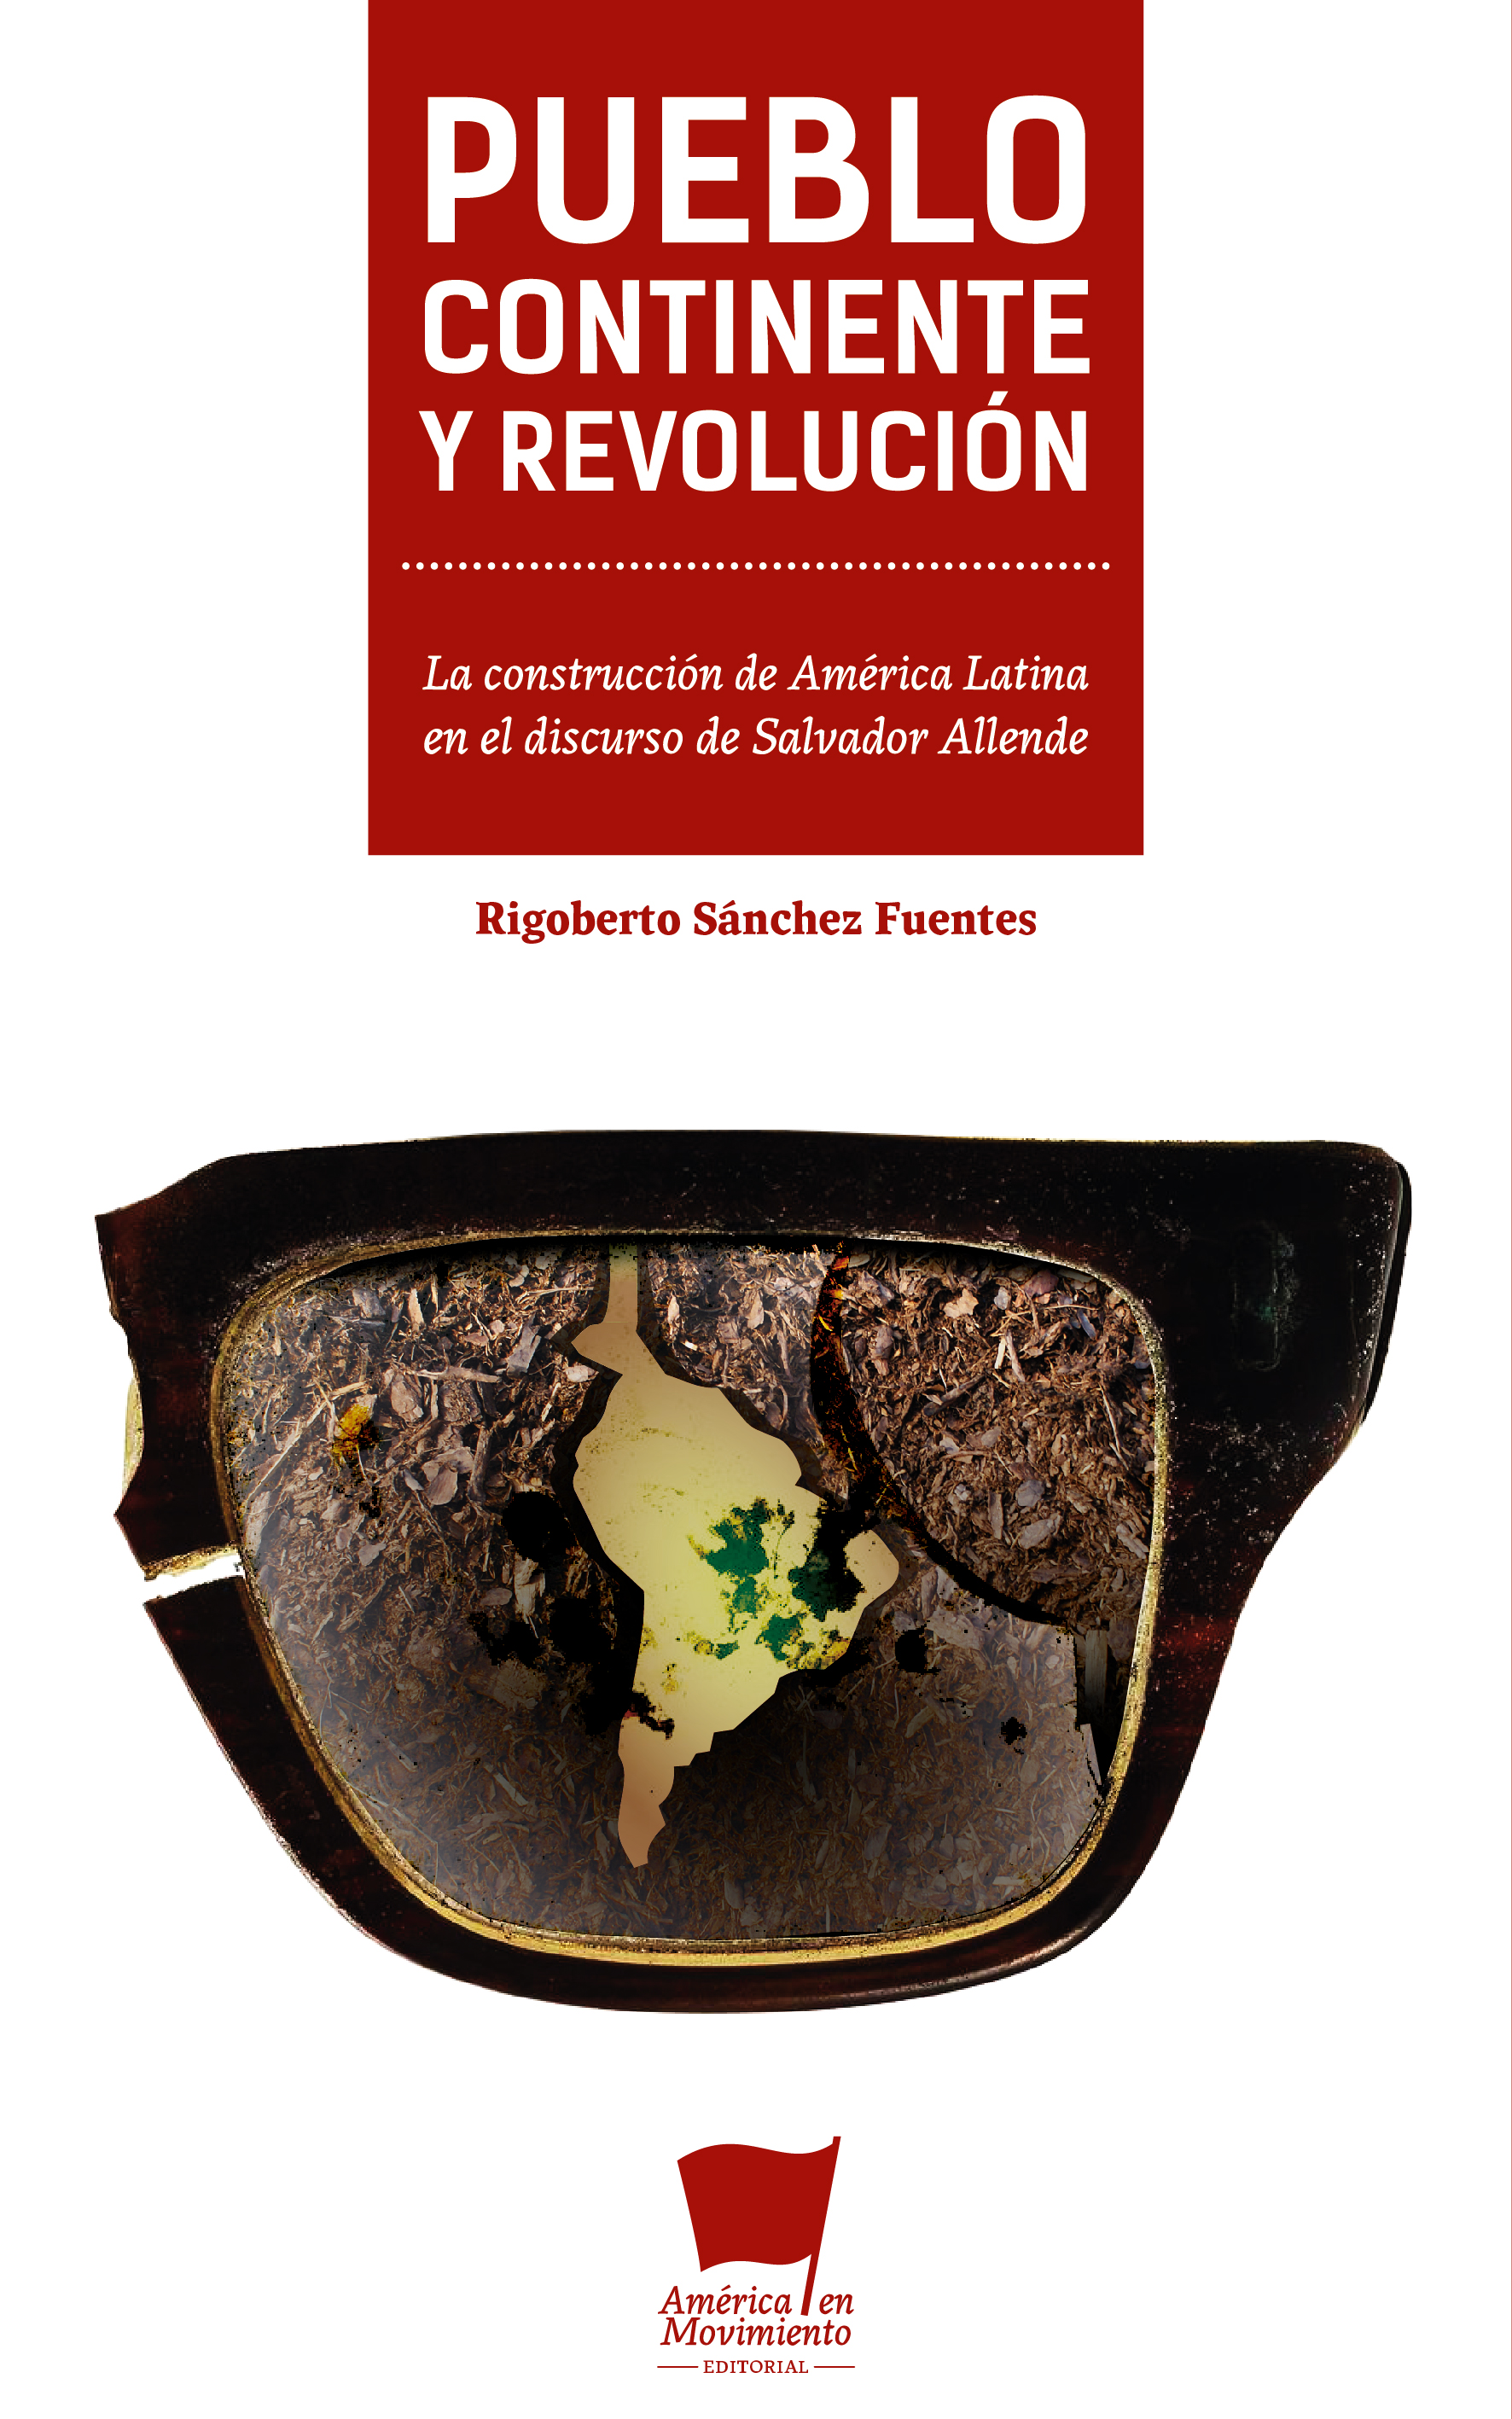 PUEBLO
CONTINENTE
Y REVOLUCIÓN
La construcción de América Latina
en el discurso de Salvador Allende
Rigoberto Sánchez Fuentes
América en
Movimiento
EDITORIAL